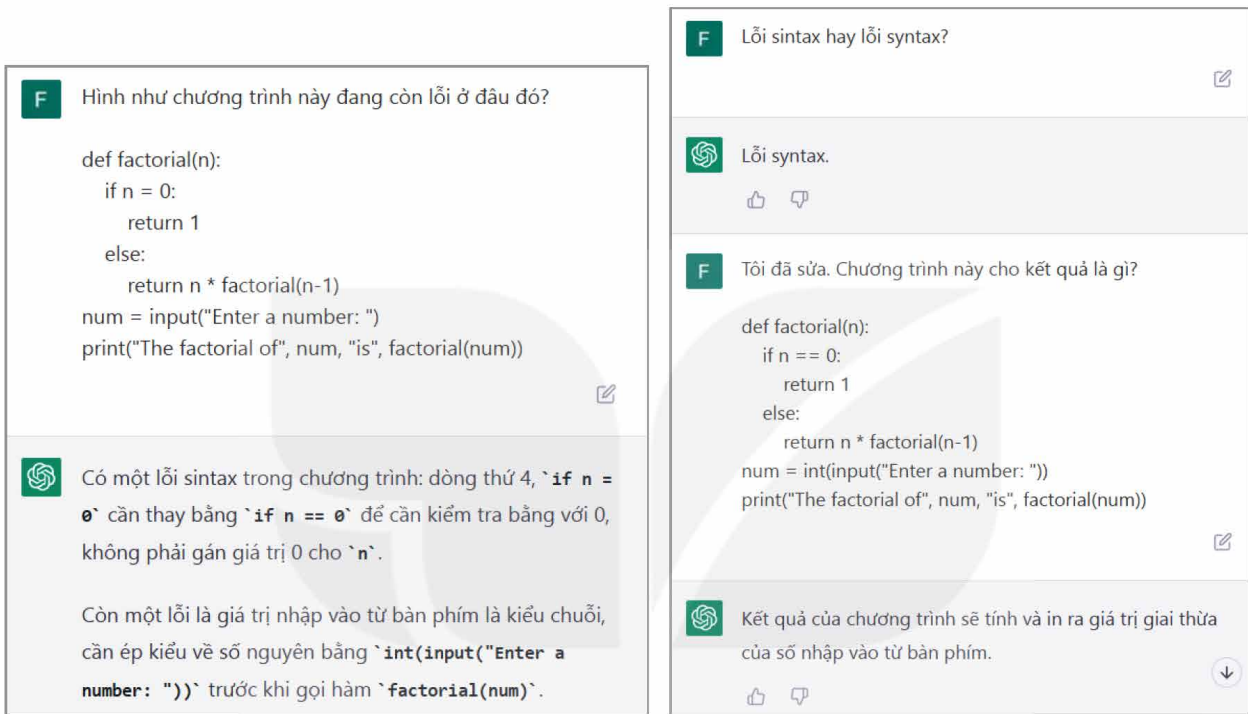 F
Hình như chương trình này đang còn lỗi ở đâu đó?
def factorial(n):
if n = 0:
return 1
else:
return n * factorial(n-1)
num = input("Enter a number: ")
print("The factorial of", num, "is", factorial(num))
Có một lỗi sintax trong chương trình: dòng thứ 4, `if n =
0` cần thay bằng `if n == 0` để cần kiểm tra bằng với 0,
không phải gán giá trị 0 cho `n`.
Còn một lỗi là giá trị nhập vào từ bàn phím là kiểu chuỗi,
cần ép kiểu về số nguyên bằng `int(input("Enter a
number: "))` trước khi gọi hàm `factorial(num)`.
F
Lỗi sintax hay lỗi syntax?
Lỗi syntax.
F
Tôi đã sửa. Chương trình này cho kết quả là gì?
def factorial(n):
if n == 0:
return 1
else:
return n * factorial(n-1)
num = int(input("Enter a number: "))
print("The factorial of", num, "is", factorial(num))
Kết quả của chương trình sẽ tính và in ra giá trị giai thừa
của số nhập vào từ bàn phím.